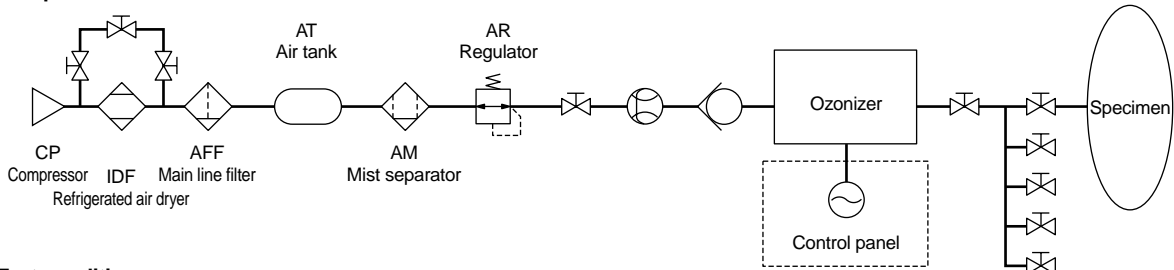 AT
Air tank
AR
Regulator
Ozonizer
Specimen
CP
Compressor
IDF
Refrigerated air dryer
AFF
Main line filter
AM
Mist separator
Control panel